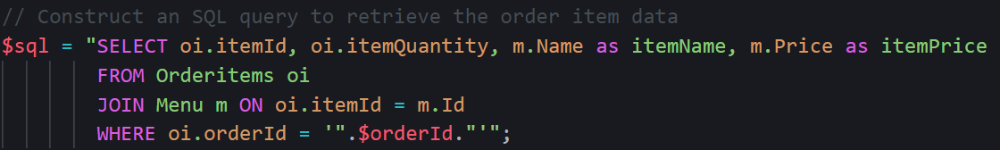 // Construct an SQL query to retrieve the order item data
$sql = "SELECT oi.itemId, oi.itemQuantity, m.Name as itemName, m.Price as itemPrice
FROM Orderitems oi
JOIN Menu m ON oi.itemId = m.Id
WHERE oi.orderId = '".$orderId."'";